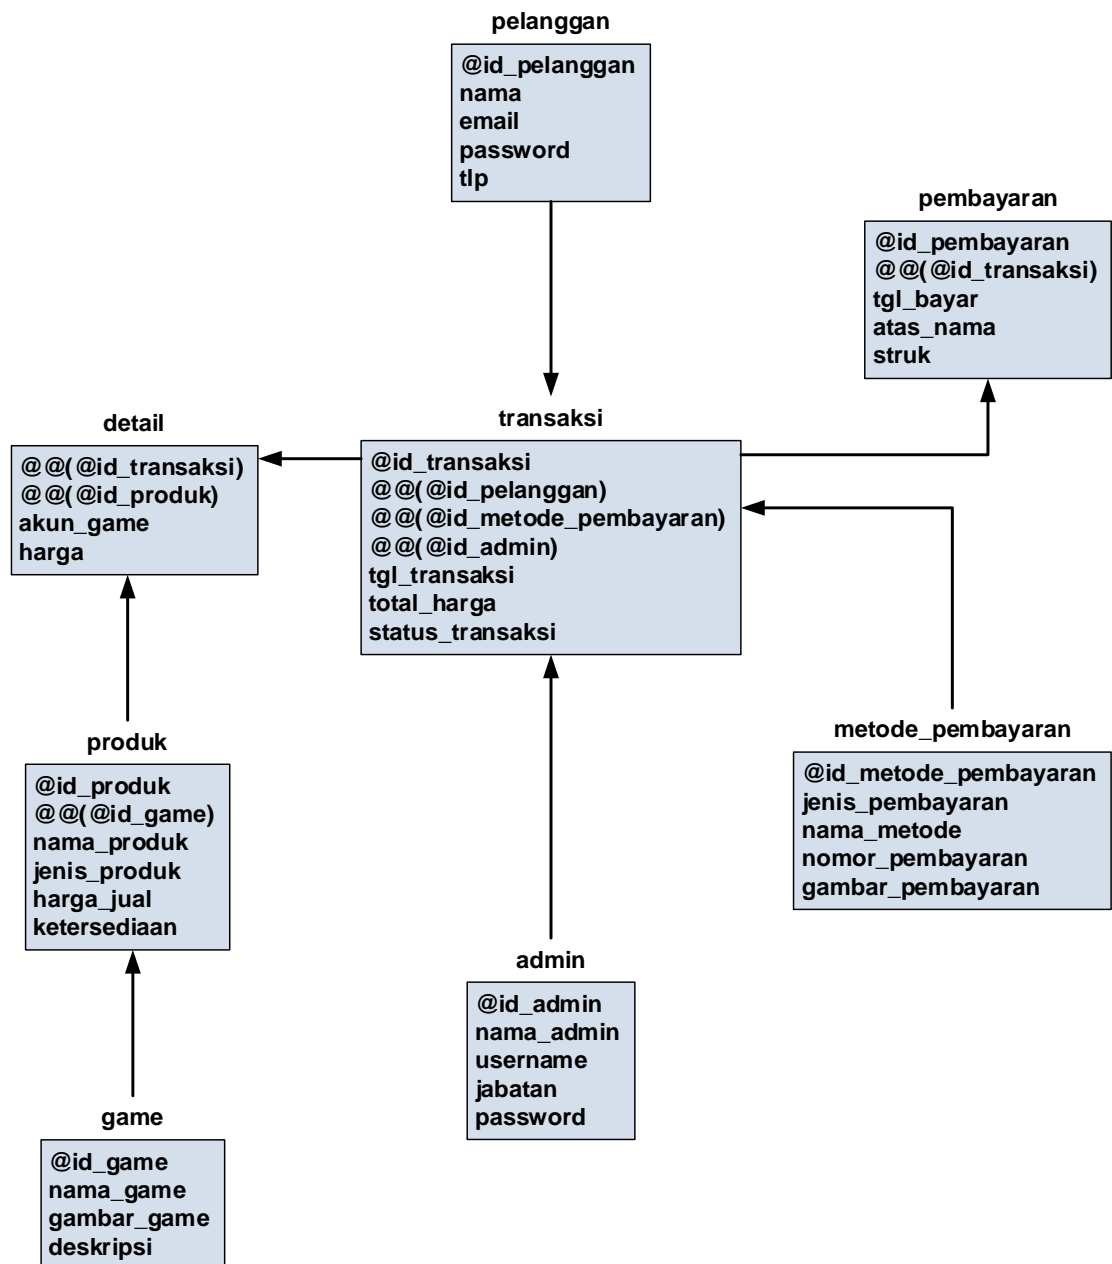 pelanggan
@id_pelanggan
nama
email
password
tlp
pembayaran
@id_pembayaran
@@(@id_transaksi)
tgl_bayar
atas_nama
struk
detail
@@(@id_transaksi)
@@(@id_produk)
akun_game
harga
transaksi
@id_transaksi
@@(@id_pelanggan)
@@(@id_metode_pembayaran)
@@(@id_admin)
tgl_transaksi
total_harga
status_transaksi
produk
@id_produk
@@(@id_game)
nama_produk
jenis_produk
harga_jual
ketersediaan
metode_pembayaran
@id_metode_pembayaran
jenis_pembayaran
nama_metode
nomor_pembayaran
gambar_pembayaran
admin
@id_admin
nama_admin
username
jabatan
password
game
@id_game
nama_game
gambar_game
deskripsi